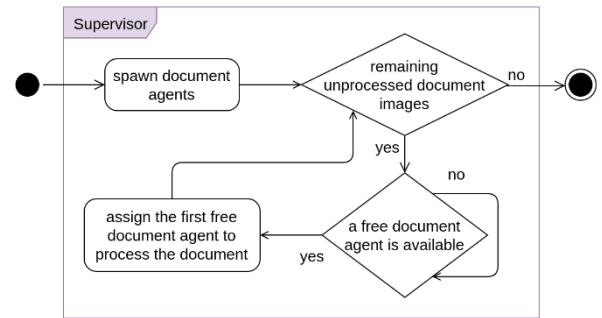 Supervisor
spawn document
agents
remaining
unprocessed document
images
no
yes
no
a free document
agent is available
yes
assign the first free
document agent to
process the document